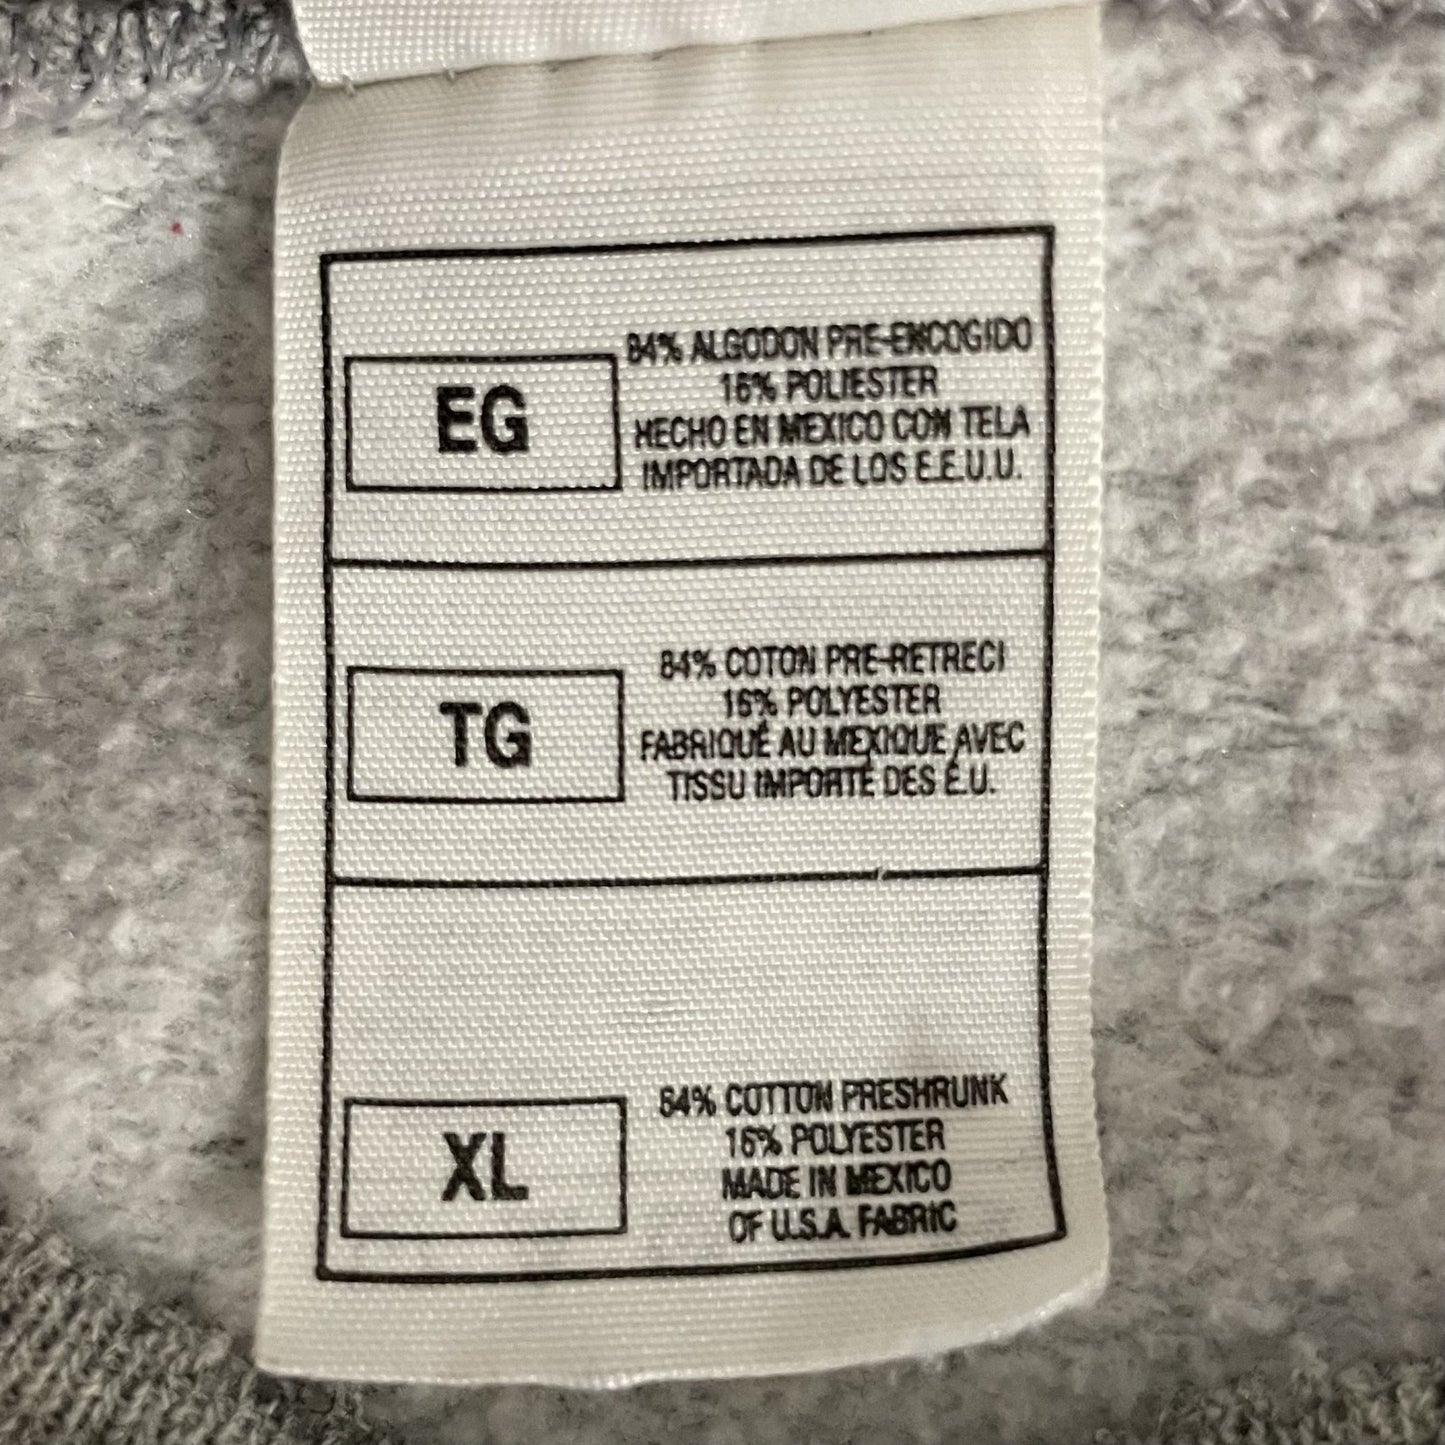 EG
84% ALGODON PRE-ENCOGIDO
16% POLIESTER
HECHO EN MEXICO CON TELA
IMPORTADA DE LOS E.E.U.U.
TG
84% COTON PRE-RETRECI
16% POLYESTER
FABRIQUÉ AU MEXIQUE AVEC
TISSU IMPORTÉ DES É.U.
XL
84% COTTON PRESHRUNK
16% POLYESTER
MADE IN MEXICO
OF U.S.A. FABRIC